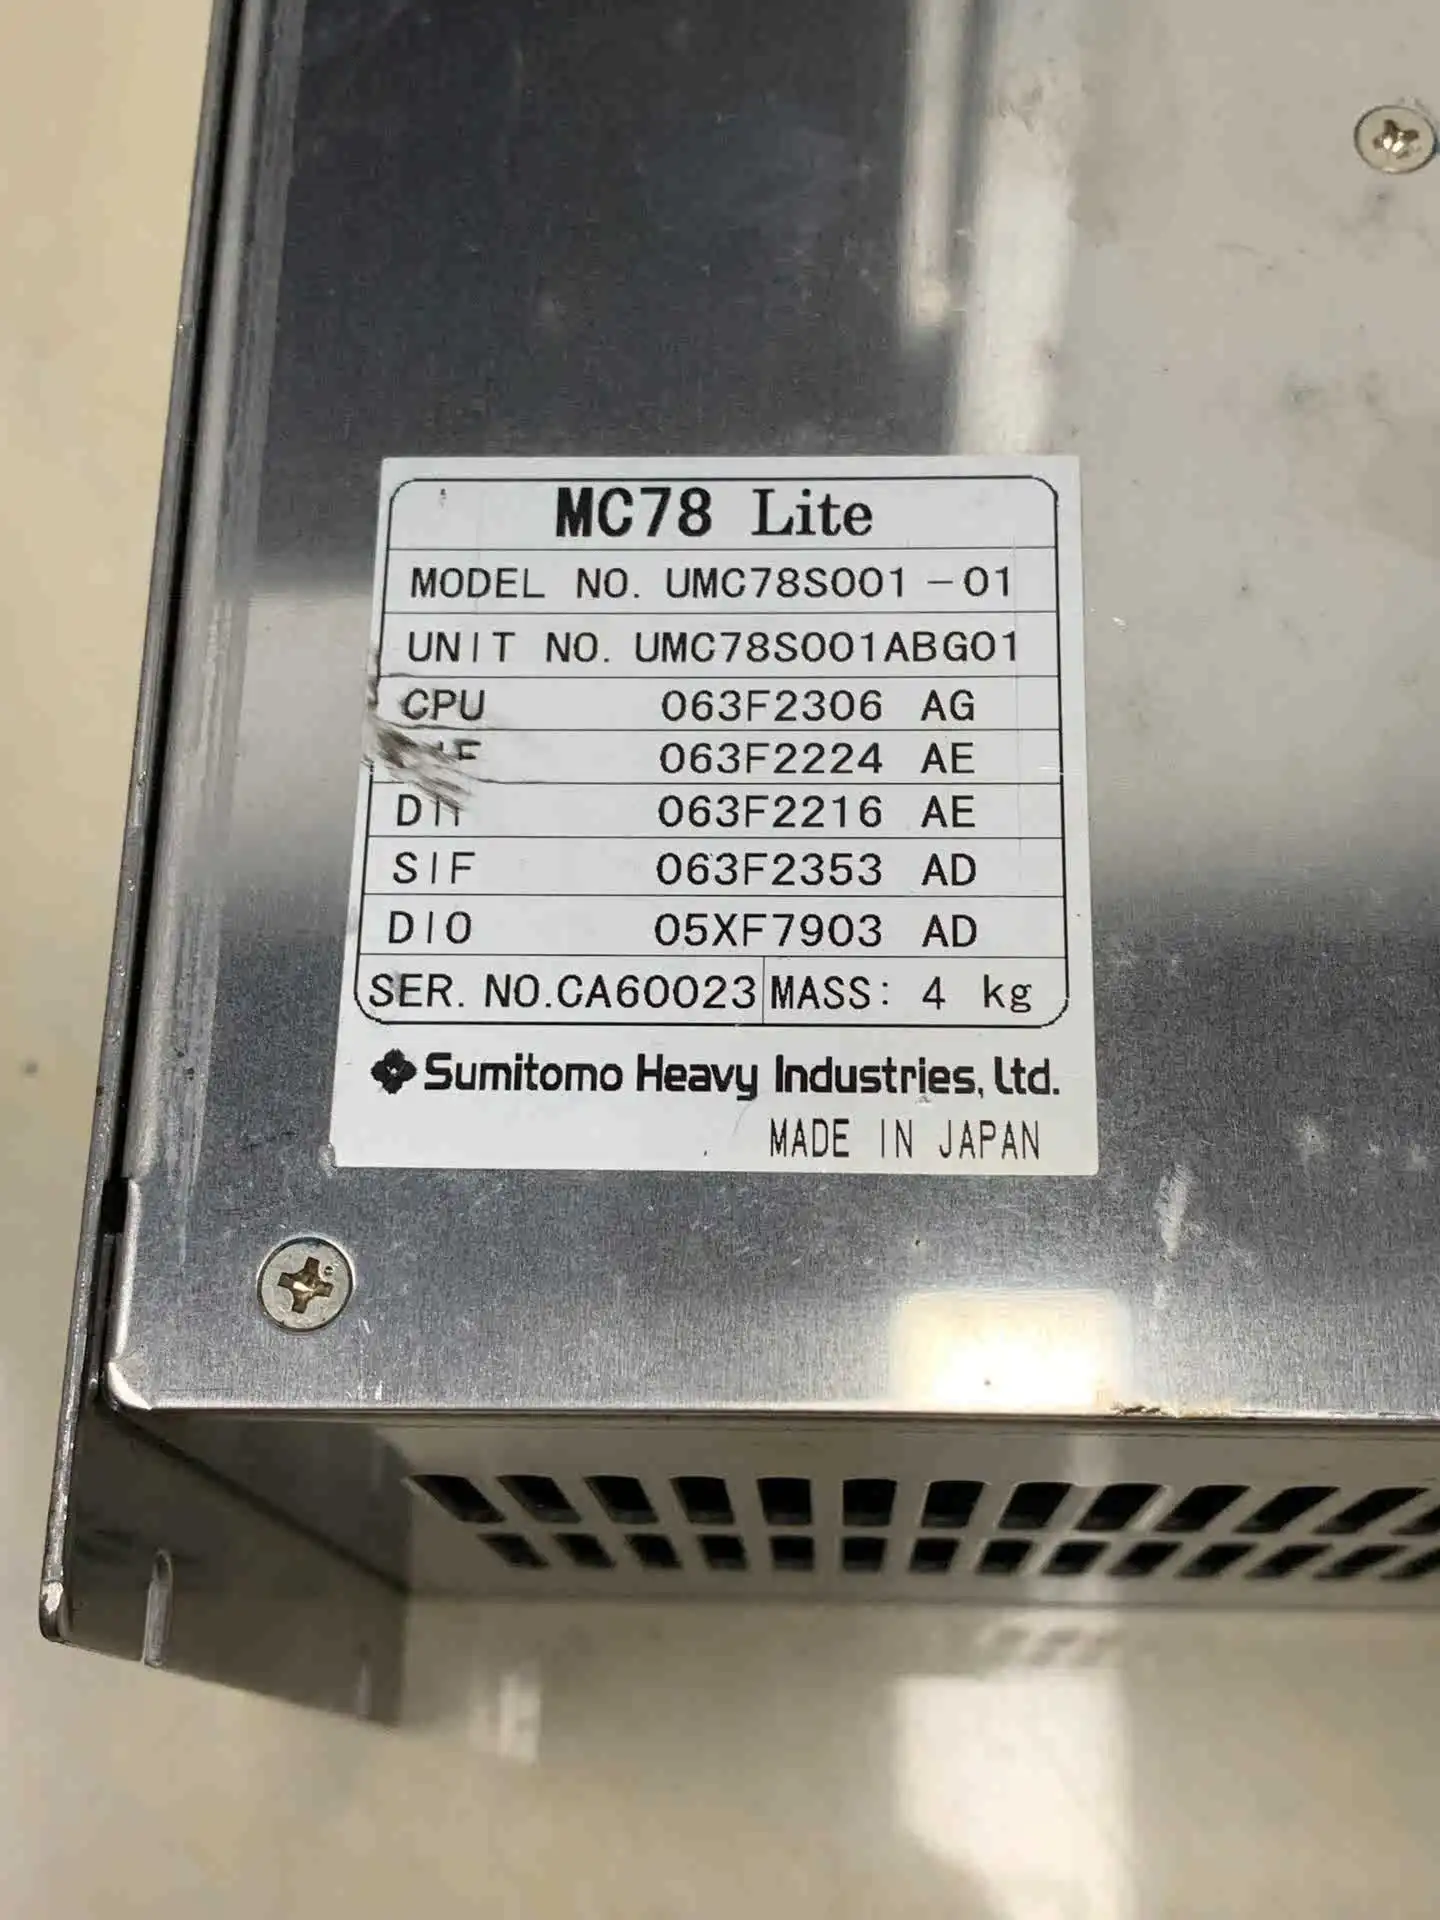 MC78 Lite
MODEL NO. UMC78S001-01
UNIT NO. UMC78S001ABG01
CPU 063F2306 AG
063F2224 AE
063F2216 AE
SIF 063F2353 AD
DIO 05XF7903 AD
SER. NO.CA60023 MASS: 4 kg
Sumitomo Heavy Industries, Ltd.
MADE IN JAPAN